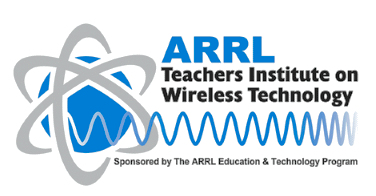 ARRL
Teachers Institute on
Wireless Technology
Sponsored by The ARRL Education & Technology Program